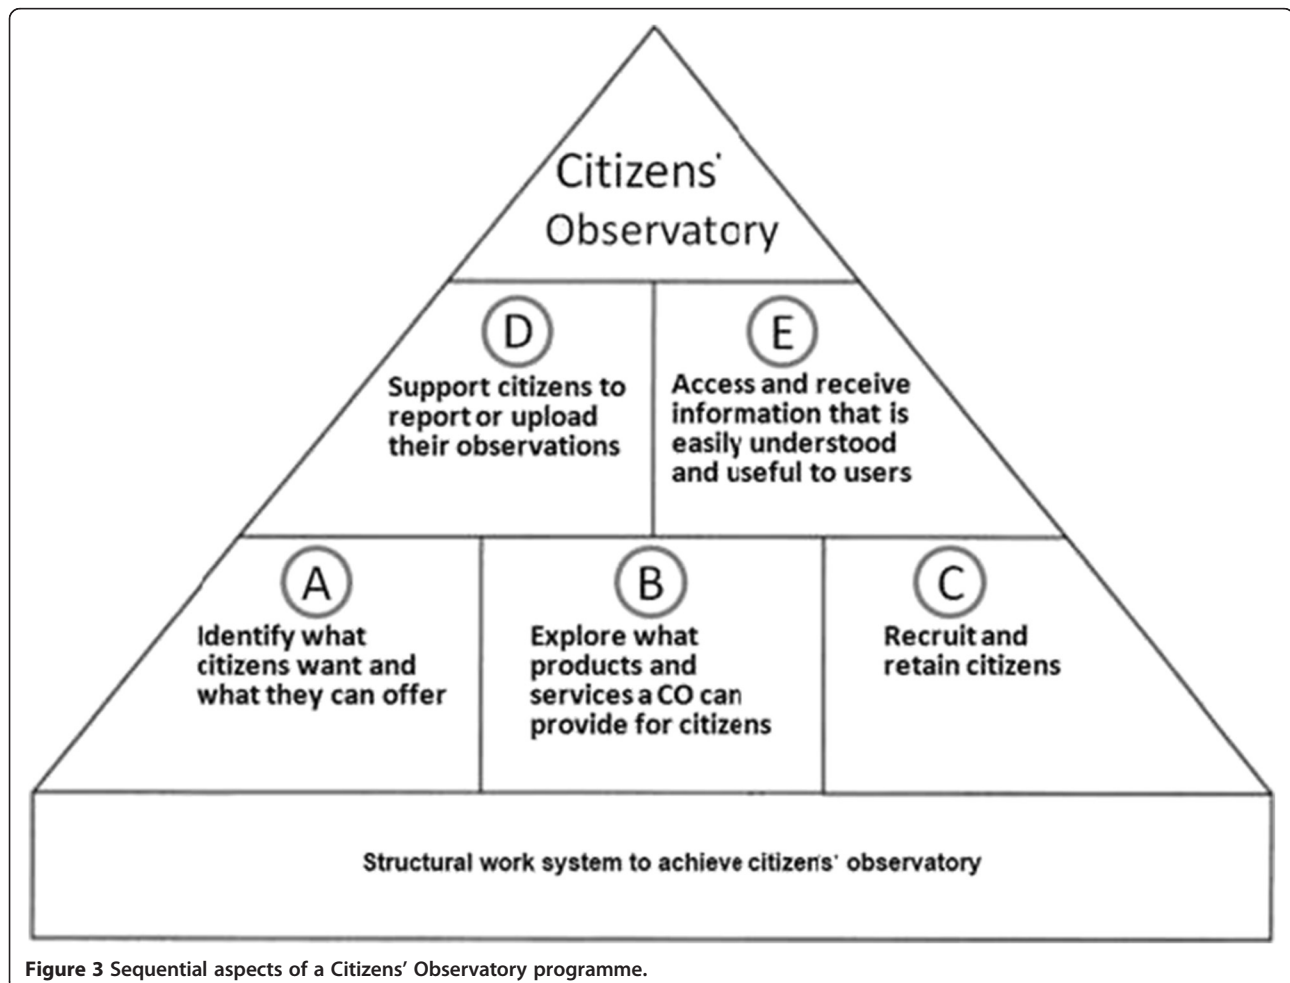 Citizens'
Observatory
D
Support citizens to
report or upload
their observations
E
Access and receive
information that is
easily understood
and useful to users
A
Identify what
citizens want and
what they can offer
B
Explore what
products and
services a CO can
provide for citizens
C
Recruit and
retain citizens
Structural work system to achieve citizens' observatory
Figure 3 Sequential aspects of a Citizens’ Observatory programme.